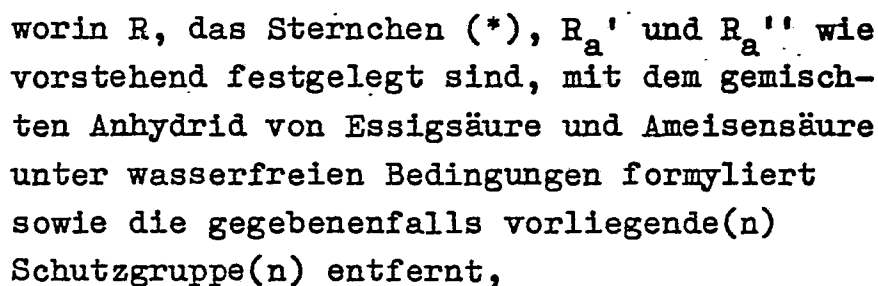 worin R, das Sternchen (*), Rₐ' und Rₐ'' wie
vorstehend festgelegt sind, mit dem gemisch-
ten Anhydrid von Essigsäure und Ameisensäure
unter wasserfreien Bedingungen formyliert
sowie die gegebenenfalls vorliegende(n)
Schutzgruppe(n) entfernt,